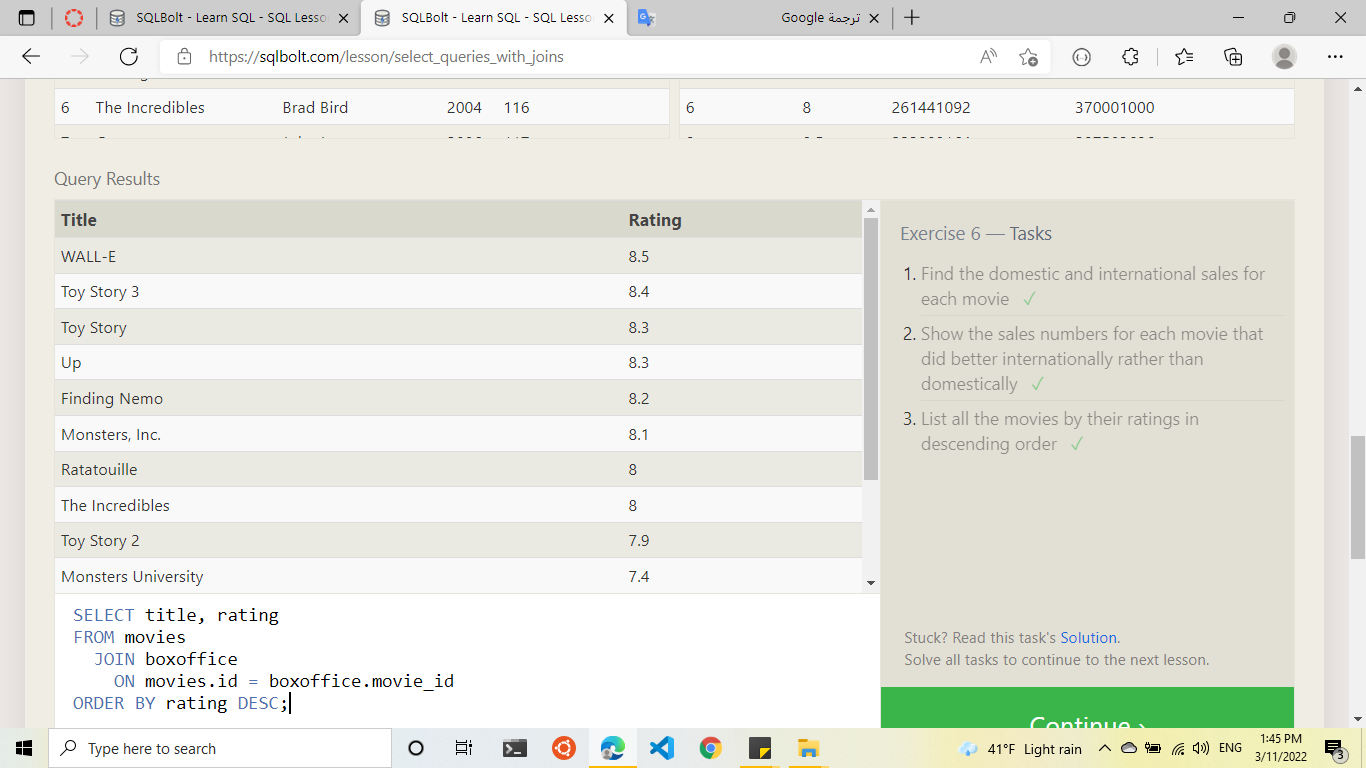 SQLBolt - Learn SQL - SQL Lesso
SQLBolt - Learn SQL - SQL Lesso
ترجمة Google
https://sqlbolt.com/lesson/select_queries_with_joins
6 The Incredibles Brad Bird 2004 116
6 8 261441092 370001000
Query Results
Title Rating
WALL-E 8.5
Toy Story 3 8.4
Toy Story 8.3
Up 8.3
Finding Nemo 8.2
Monsters, Inc. 8.1
Ratatouille 8
The Incredibles 8
Toy Story 2 7.9
Monsters University 7.4
SELECT title, rating
FROM movies
JOIN boxoffice
ON movies.id = boxoffice.movie_id
ORDER BY rating DESC;
Exercise 6 — Tasks
1. Find the domestic and international sales for
each movie ✓
2. Show the sales numbers for each movie that
did better internationally rather than
domestically ✓
3. List all the movies by their ratings in
descending order ✓
Stuck? Read this task's Solution.
Solve all tasks to continue to the next lesson.
Continue ›
Type here to search
41°F Light rain
ENG
1:45 PM
3/11/2022
3